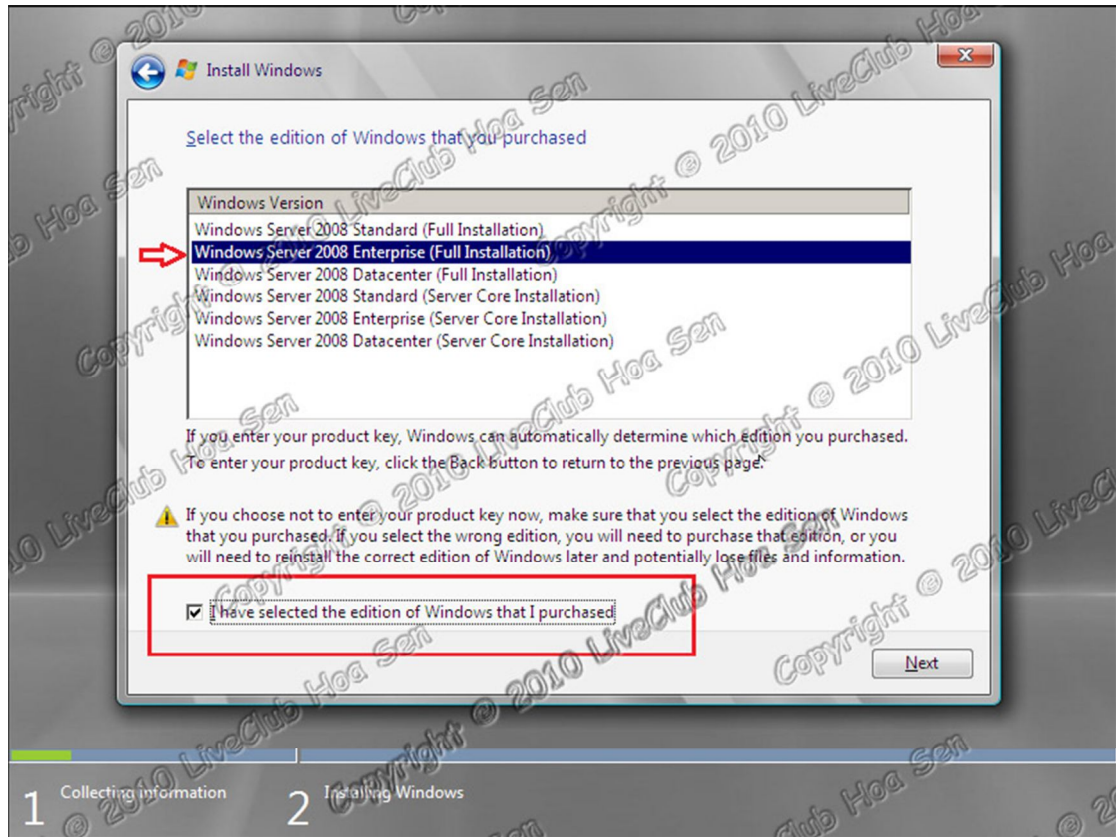 Install Windows
Select the edition of Windows that you purchased
Windows Version
Windows Server 2008 Standard (Full Installation)
Windows Server 2008 Enterprise (Full Installation)
Windows Server 2008 Datacenter (Full Installation)
Windows Server 2008 Standard (Server Core Installation)
Windows Server 2008 Enterprise (Server Core Installation)
Windows Server 2008 Datacenter (Server Core Installation)
If you enter your product key, Windows can automatically determine which edition you purchased.
To enter your product key, click the Back button to return to the previous page.
If you choose not to enter your product key now, make sure that you select the edition of Windows
that you purchased. If you select the wrong edition, you will need to purchase that edition, or you
will need to reinstall the correct edition of Windows later and potentially lose files and information.
I have selected the edition of Windows that I purchased
Next
1 Collecting information
2 Installing Windows
Copyright @ 2010 LiveClub Hoa Sen